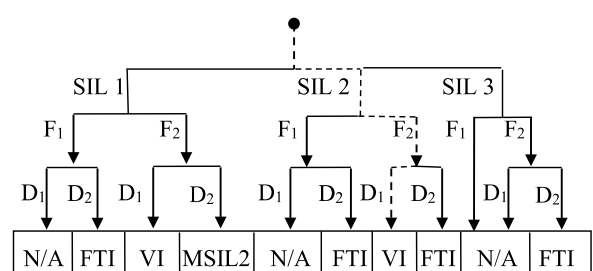 SIL 1 SIL 2 SIL 3
F₁ F₂ F₁ F₂ F₁ F₂
D₁ D₂ D₁ D₂ D₁ D₂ D₁ D₂ D₁ D₂
N/A FTI VI MSIL2 N/A FTI VI FTI N/A FTI